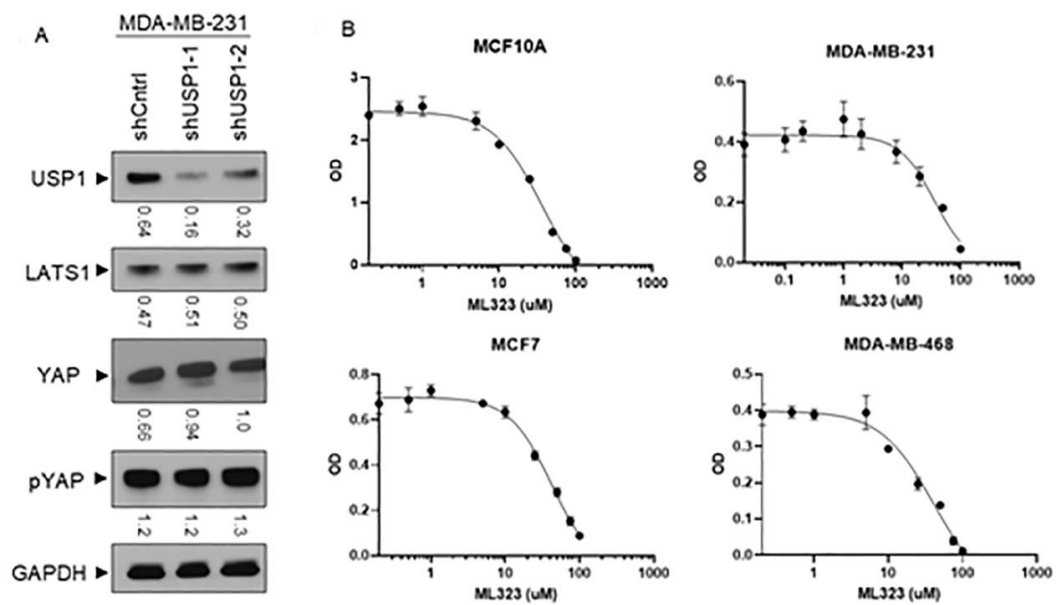 A
MDA-MB-231
shCntrl
shUSP1-1
shUSP1-2
USP1
0.64 0.16 0.32
LATS1
0.47 0.51 0.50
YAP
0.66 0.94 1.0
pYAP
1.2 1.2 1.3
GAPDH
B
MCF10A
3
2
1
0
OD
1 10 100 1000
ML323 (uM)
MDA-MB-231
0.6
0.4
0.2
0.0
OD
0.1 1 10 100 1000
ML323 (uM)
MCF7
0.8
0.6
0.4
0.2
0.0
OD
1 10 100 1000
ML323 (uM)
MDA-MB-468
0.5
0.4
0.3
0.2
0.1
0.0
OD
1 10 100 1000
ML323 (uM)